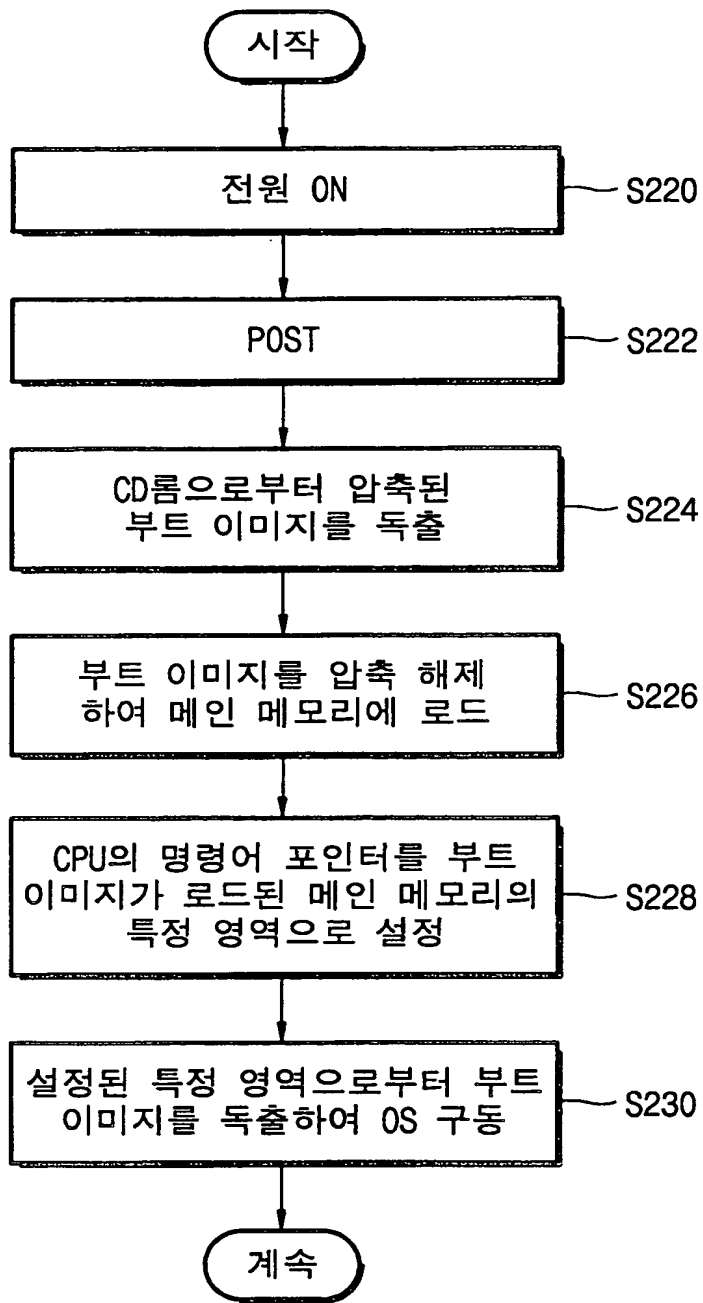 시작
전원 ON
S220
POST
S222
CD롬으로부터 압축된
부트 이미지를 독출
S224
부트 이미지를 압축 해제
하여 메인 메모리에 로드
S226
CPU의 명령어 포인터를 부트
이미지가 로드된 메인 메모리의
특정 영역으로 설정
S228
설정된 특정 영역으로부터 부트
이미지를 독출하여 OS 구동
S230
계속